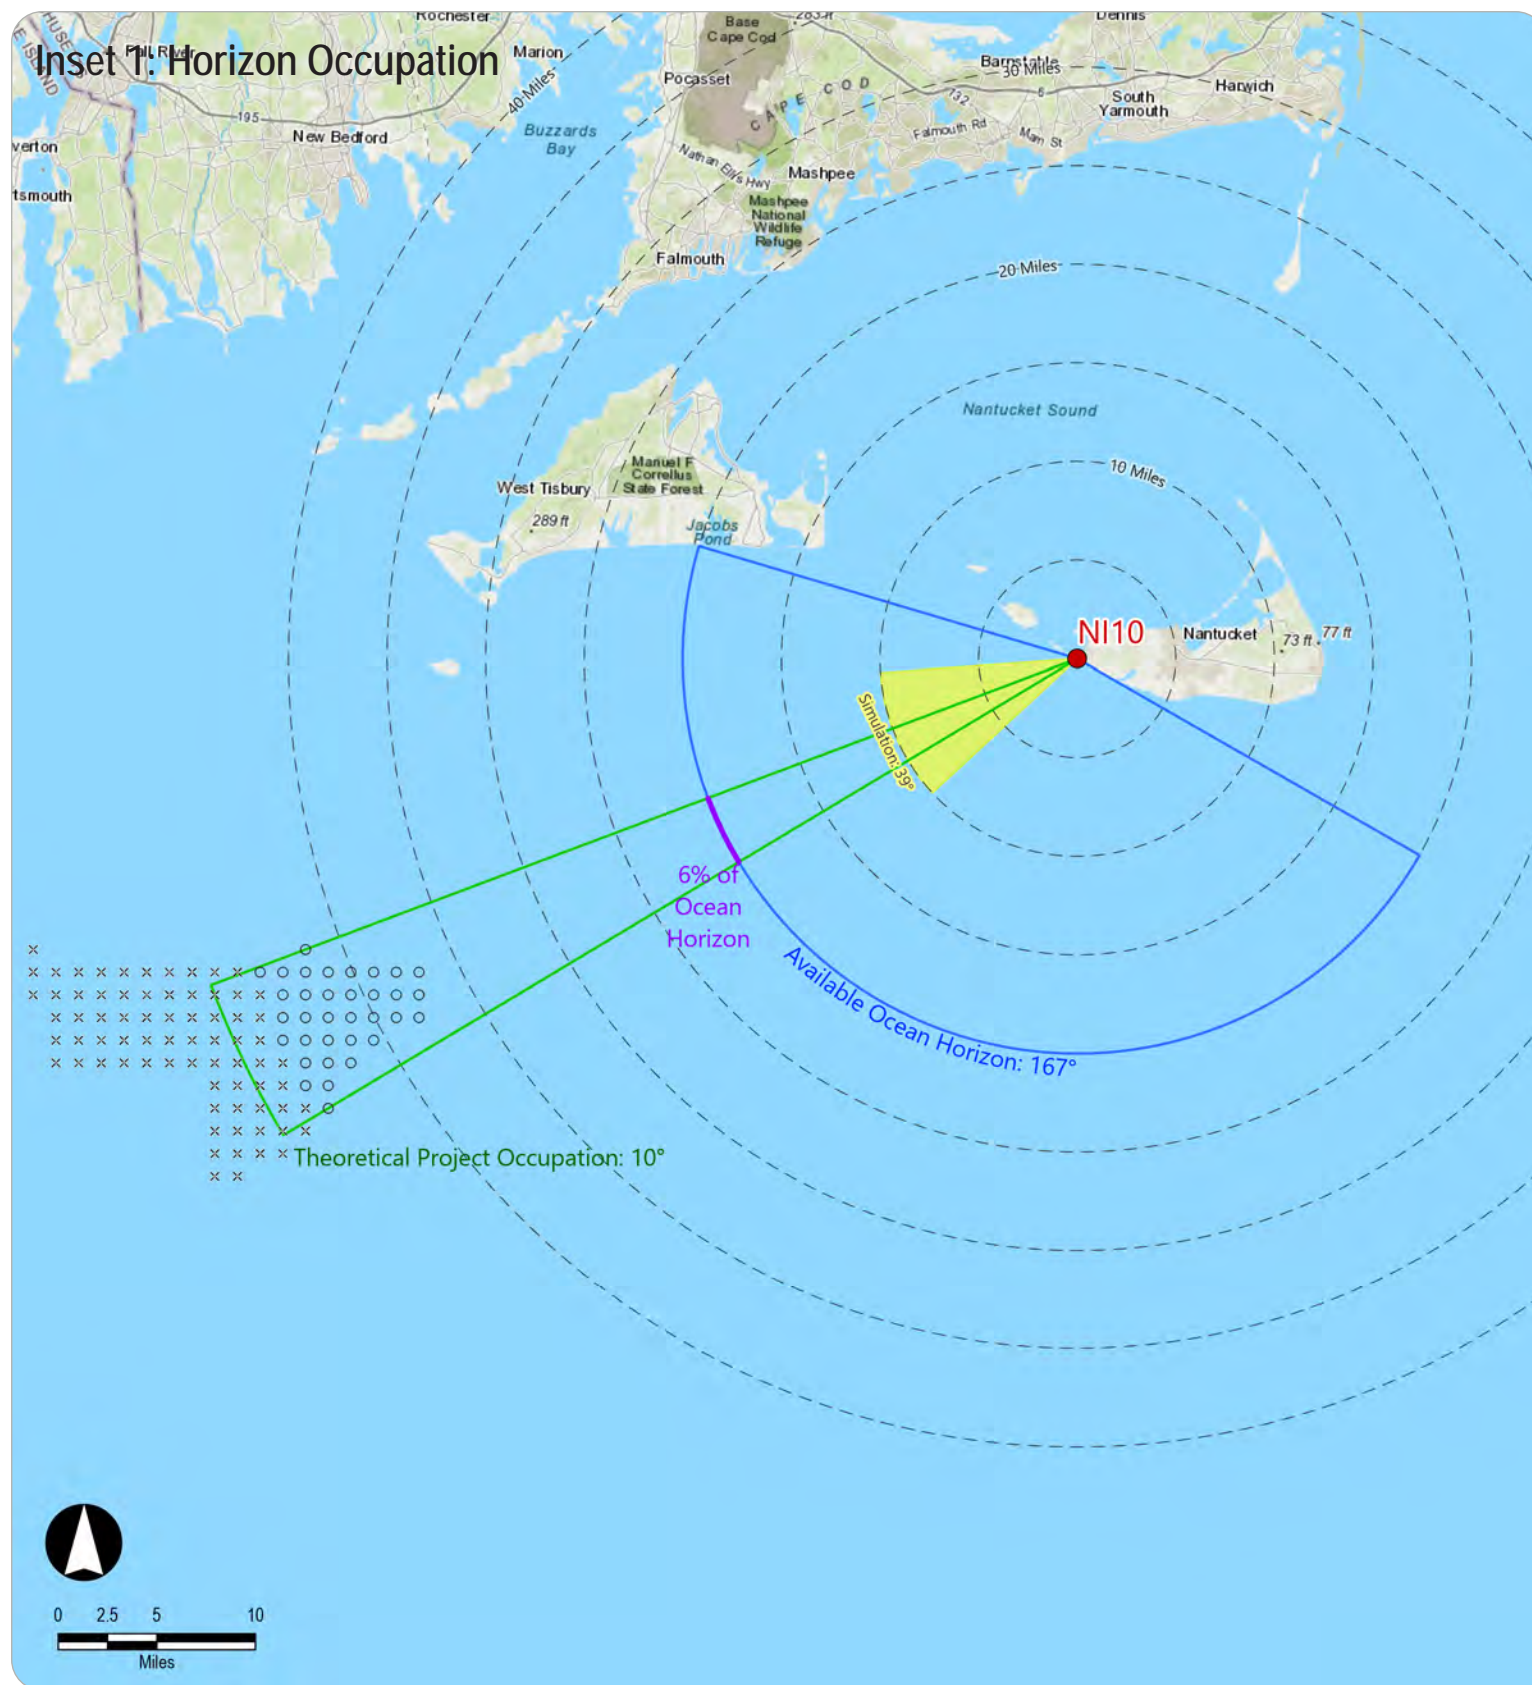 Rochester
283 ft
Dennis
Base
Cape Cod
Inset 1: Horizon Occupation
Fall River
Marion
Barnstable
30 Miles
Pocasset
Harwich
40 Miles
CAPE COD
132
6
South
Yarmouth
195
New Bedford
Buzzards
Bay
Falmouth Rd
verton
Nathan Ellis Hwy
Mashpee
tsmouth
Mashpee
National
Wildlife
Refuge
Falmouth
20 Miles
Nantucket Sound
Manuel F
Correllus
State Forest
10 Miles
West Tisbury
289 ft
Jacobs
Pond
NI10
Nantucket
73 ft
77 ft
Simulation: 39°
6% of
Ocean
Horizon
Available Ocean Horizon: 167°
Theoretical Project Occupation: 10°
0 2.5 5 10
Miles